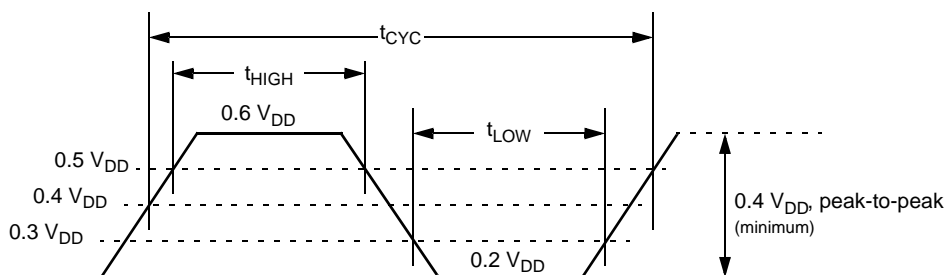 tCYC
tHIGH
0.6 VDD
tLOW
0.5 VDD
0.4 VDD
0.4 VDD, peak-to-peak
(minimum)
0.3 VDD
0.2 VDD